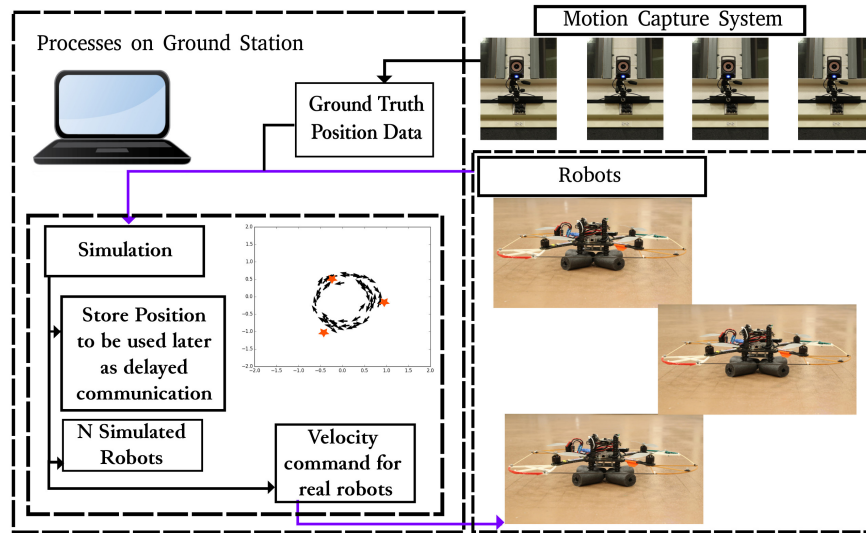 Motion Capture System
Processes on Ground Station
Ground Truth
Position Data
Robots
Simulation
Store Position
to be used later
as delayed
communication
N Simulated
Robots
Velocity
command for
real robots
2.0
1.5
1.0
0.5
0.0
−0.5
−1.0
−1.5
−2.0
−2.0 −1.5 −1.0 −0.5 0.0 0.5 1.0 1.5 2.0